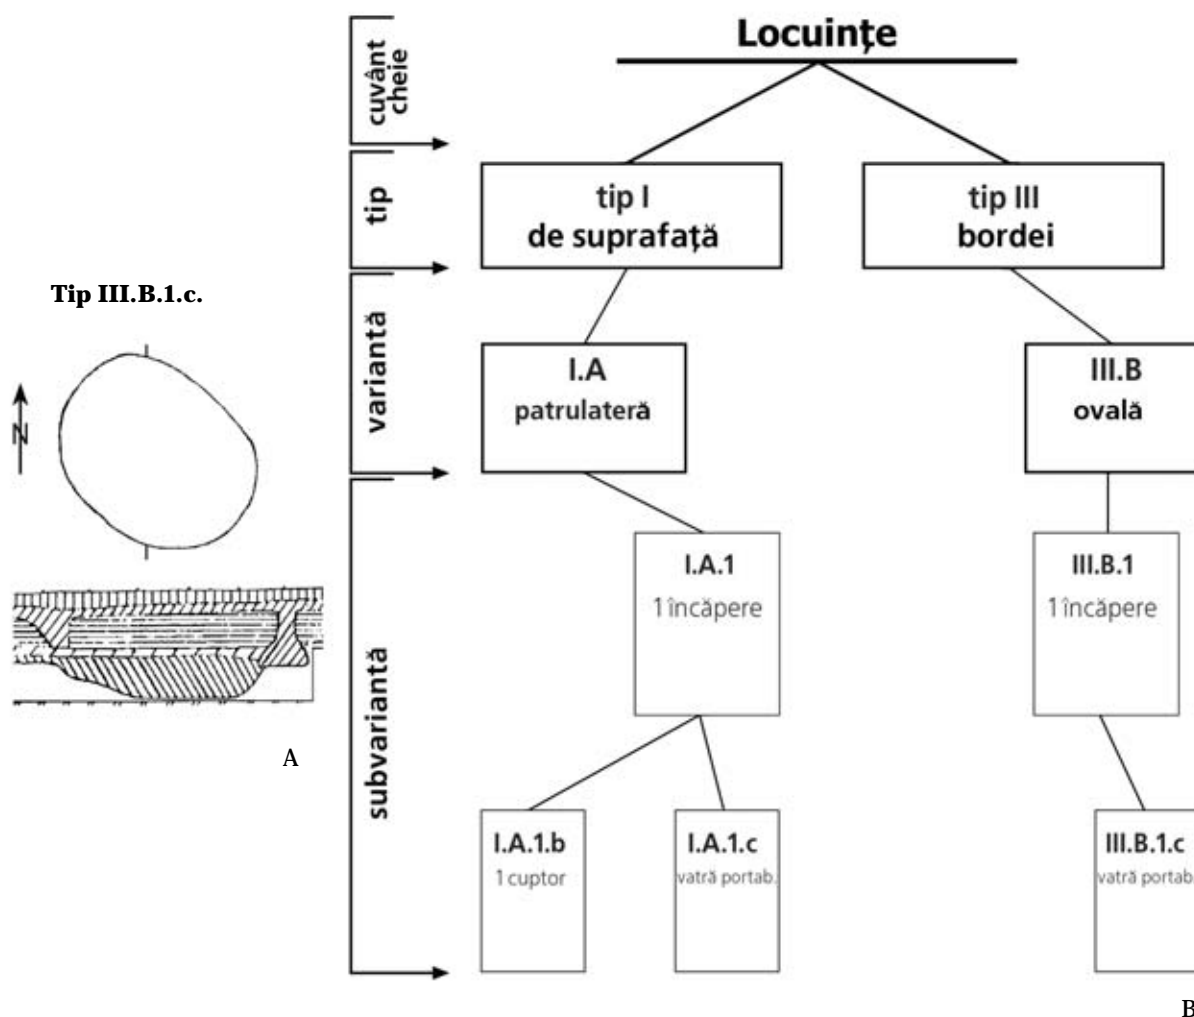 Tip III.B.1.c.
N
A
cuvânt
cheie
tip
variantă
subvariantă
Locuințe
tip I
de suprafață
tip III
bordei
I.A
patrulateră
III.B
ovală
I.A.1
1 încăpere
III.B.1
1 încăpere
I.A.1.b
1 cuptor
I.A.1.c
vatră portab.
III.B.1.c
vatră portab.
B